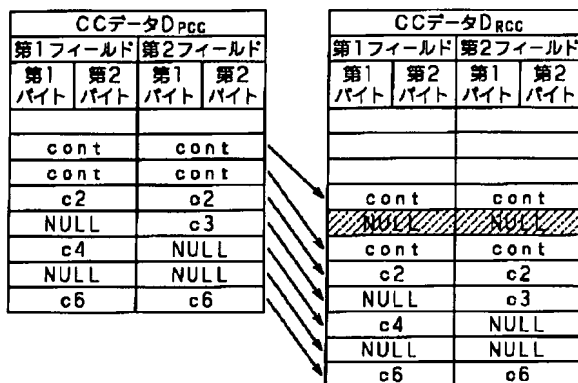 CCデータDPCC
第1フィールド 第2フィールド
第1バイト 第2バイト 第1バイト 第2バイト
cont cont
cont cont
c2 c2
NULL c3
c4 NULL
NULL NULL
c6 c6
CCデータDRCC
第1フィールド 第2フィールド
第1バイト 第2バイト 第1バイト 第2バイト
cont cont
NULL NULL
cont cont
c2 c2
NULL c3
c4 NULL
NULL NULL
c6 c6